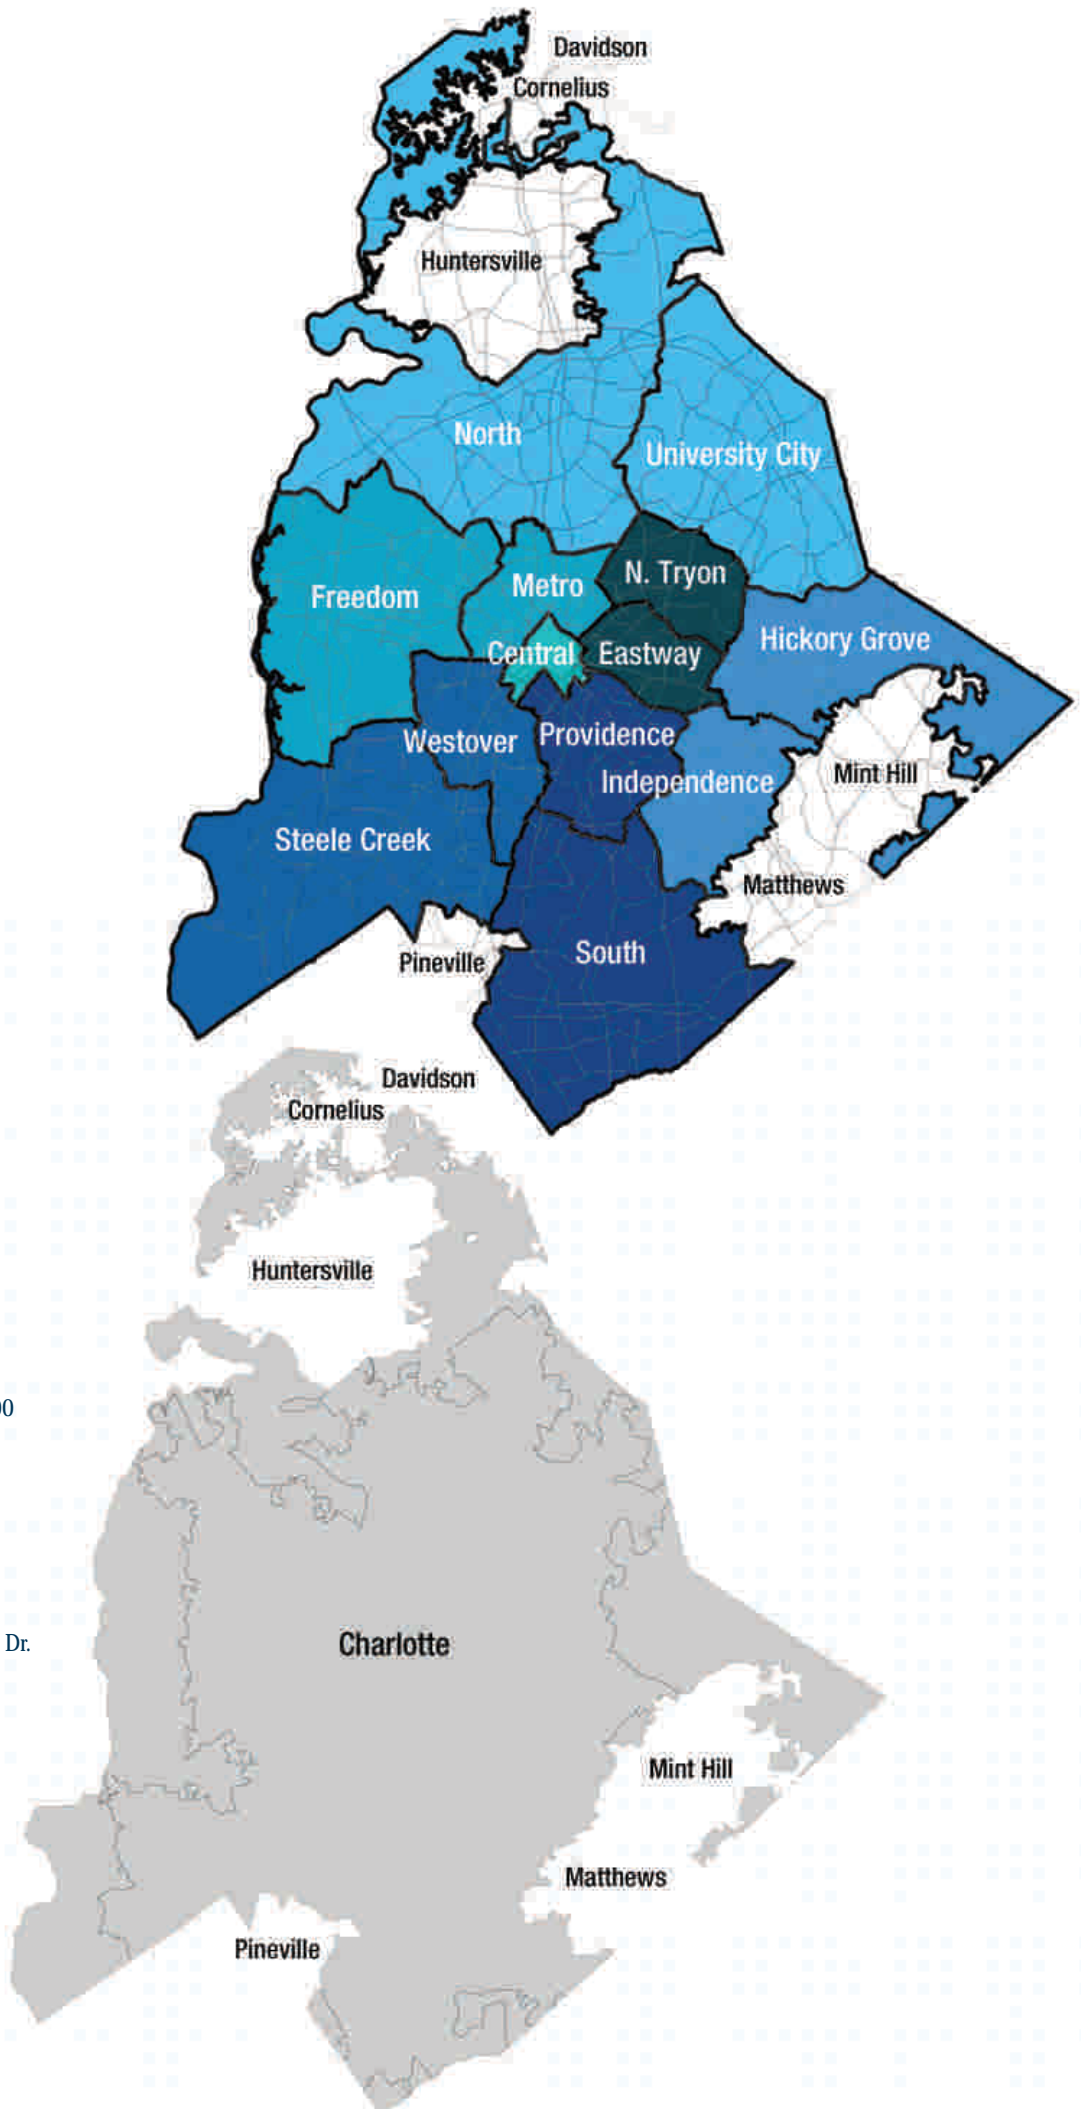 Davidson
Cornelius
Huntersville
North
University City
N. Tryon
Metro
Freedom
Hickory Grove
Central
Eastway
Providence
Westover
Mint Hill
Independence
Steele Creek
Matthews
South
Pineville
Davidson
Cornelius
Huntersville
Dr.
Charlotte
Mint Hill
Matthews
Pineville